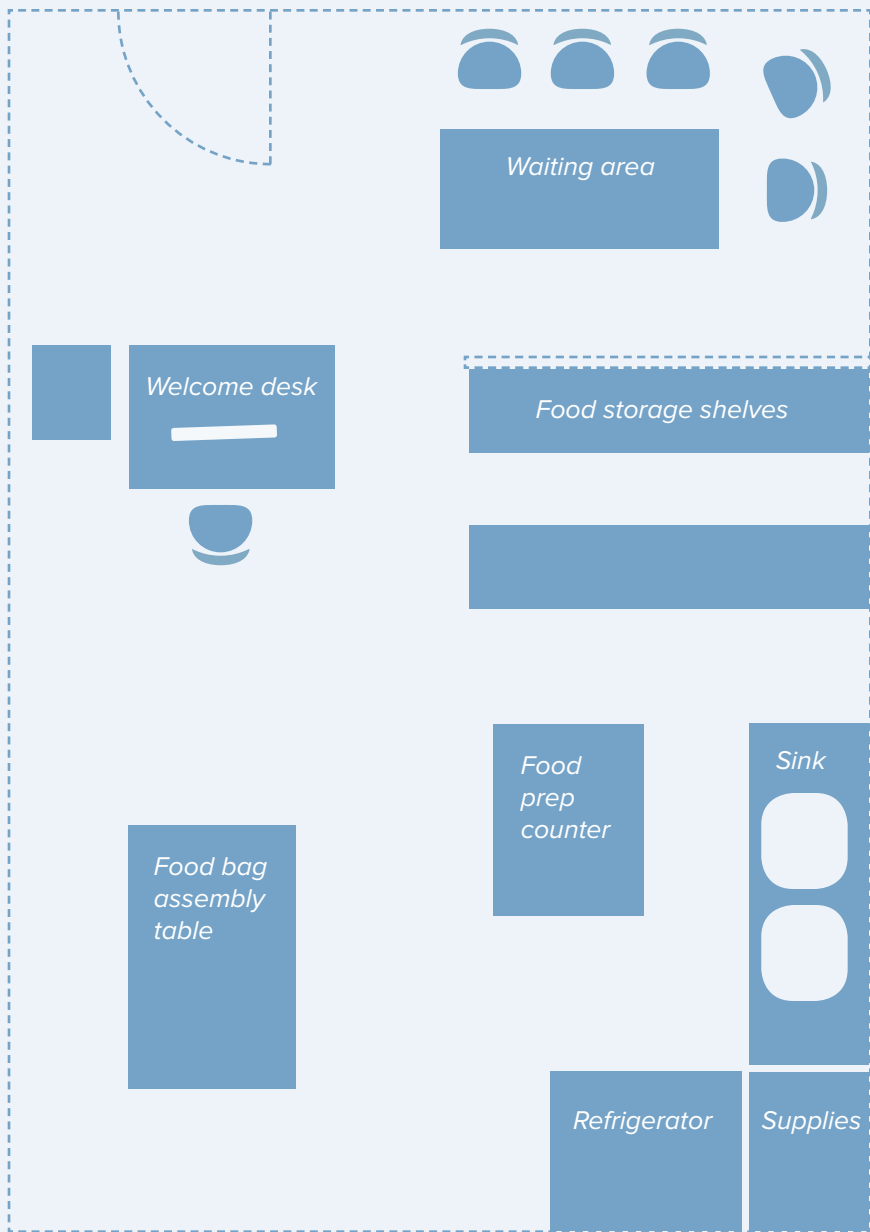 Waiting area
Welcome desk
Food storage shelves
Food
prep
counter
Sink
Food bag
assembly
table
Refrigerator
Supplies